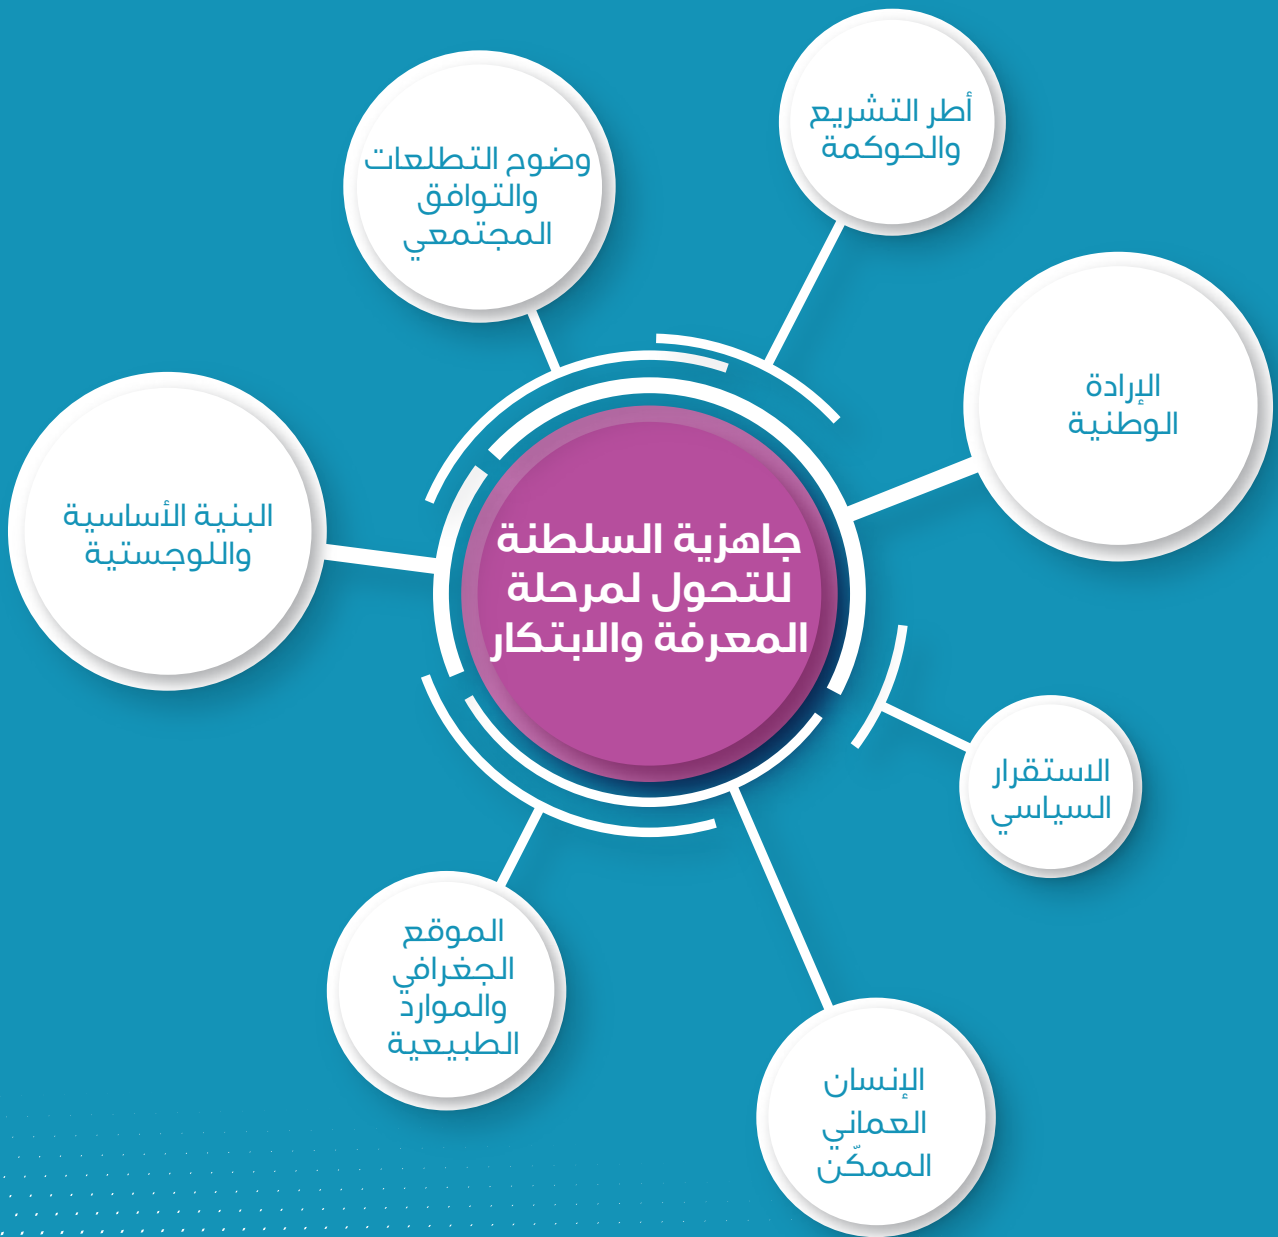 أطر التشريع
والحوكمة
وضوح التطلعات
والتوافق
المجتمعي
الإرادة
الوطنية
البنية الأساسية
واللوجستية
جاهزية السلطنة
للتحول لمرحلة
المعرفة والابتكار
الاستقرار
السياسي
الموقع
الجغرافي
والموارد
الطبيعية
الإنسان
العماني
الممكّن